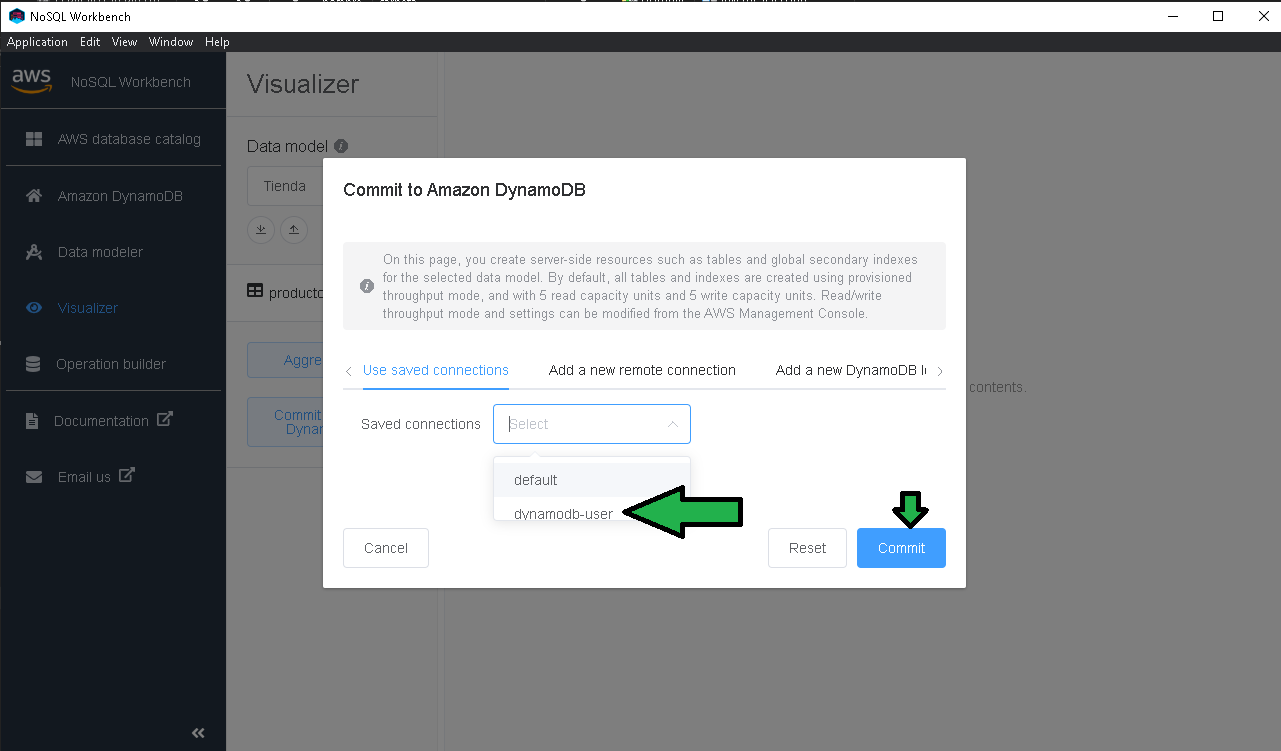 NoSQL Workbench
Application Edit View Window Help
aws NoSQL Workbench
AWS database catalog
Amazon DynamoDB
Data modeler
Visualizer
Operation builder
Documentation
Email us
Visualizer
Data model
Tienda
Aggre
Commit
Commit to Amazon DynamoDB
On this page, you create server-side resources such as tables and global secondary indexes
for the selected data model. By default, all tables and indexes are created using provisioned
throughput mode, and with 5 read capacity units and 5 write capacity units. Read/write
throughput mode and settings can be modified from the AWS Management Console.
Use saved connections Add a new remote connection Add a new DynamoDB
contents.
Saved connections Select
default
dynamodb-user
Cancel Reset Commit